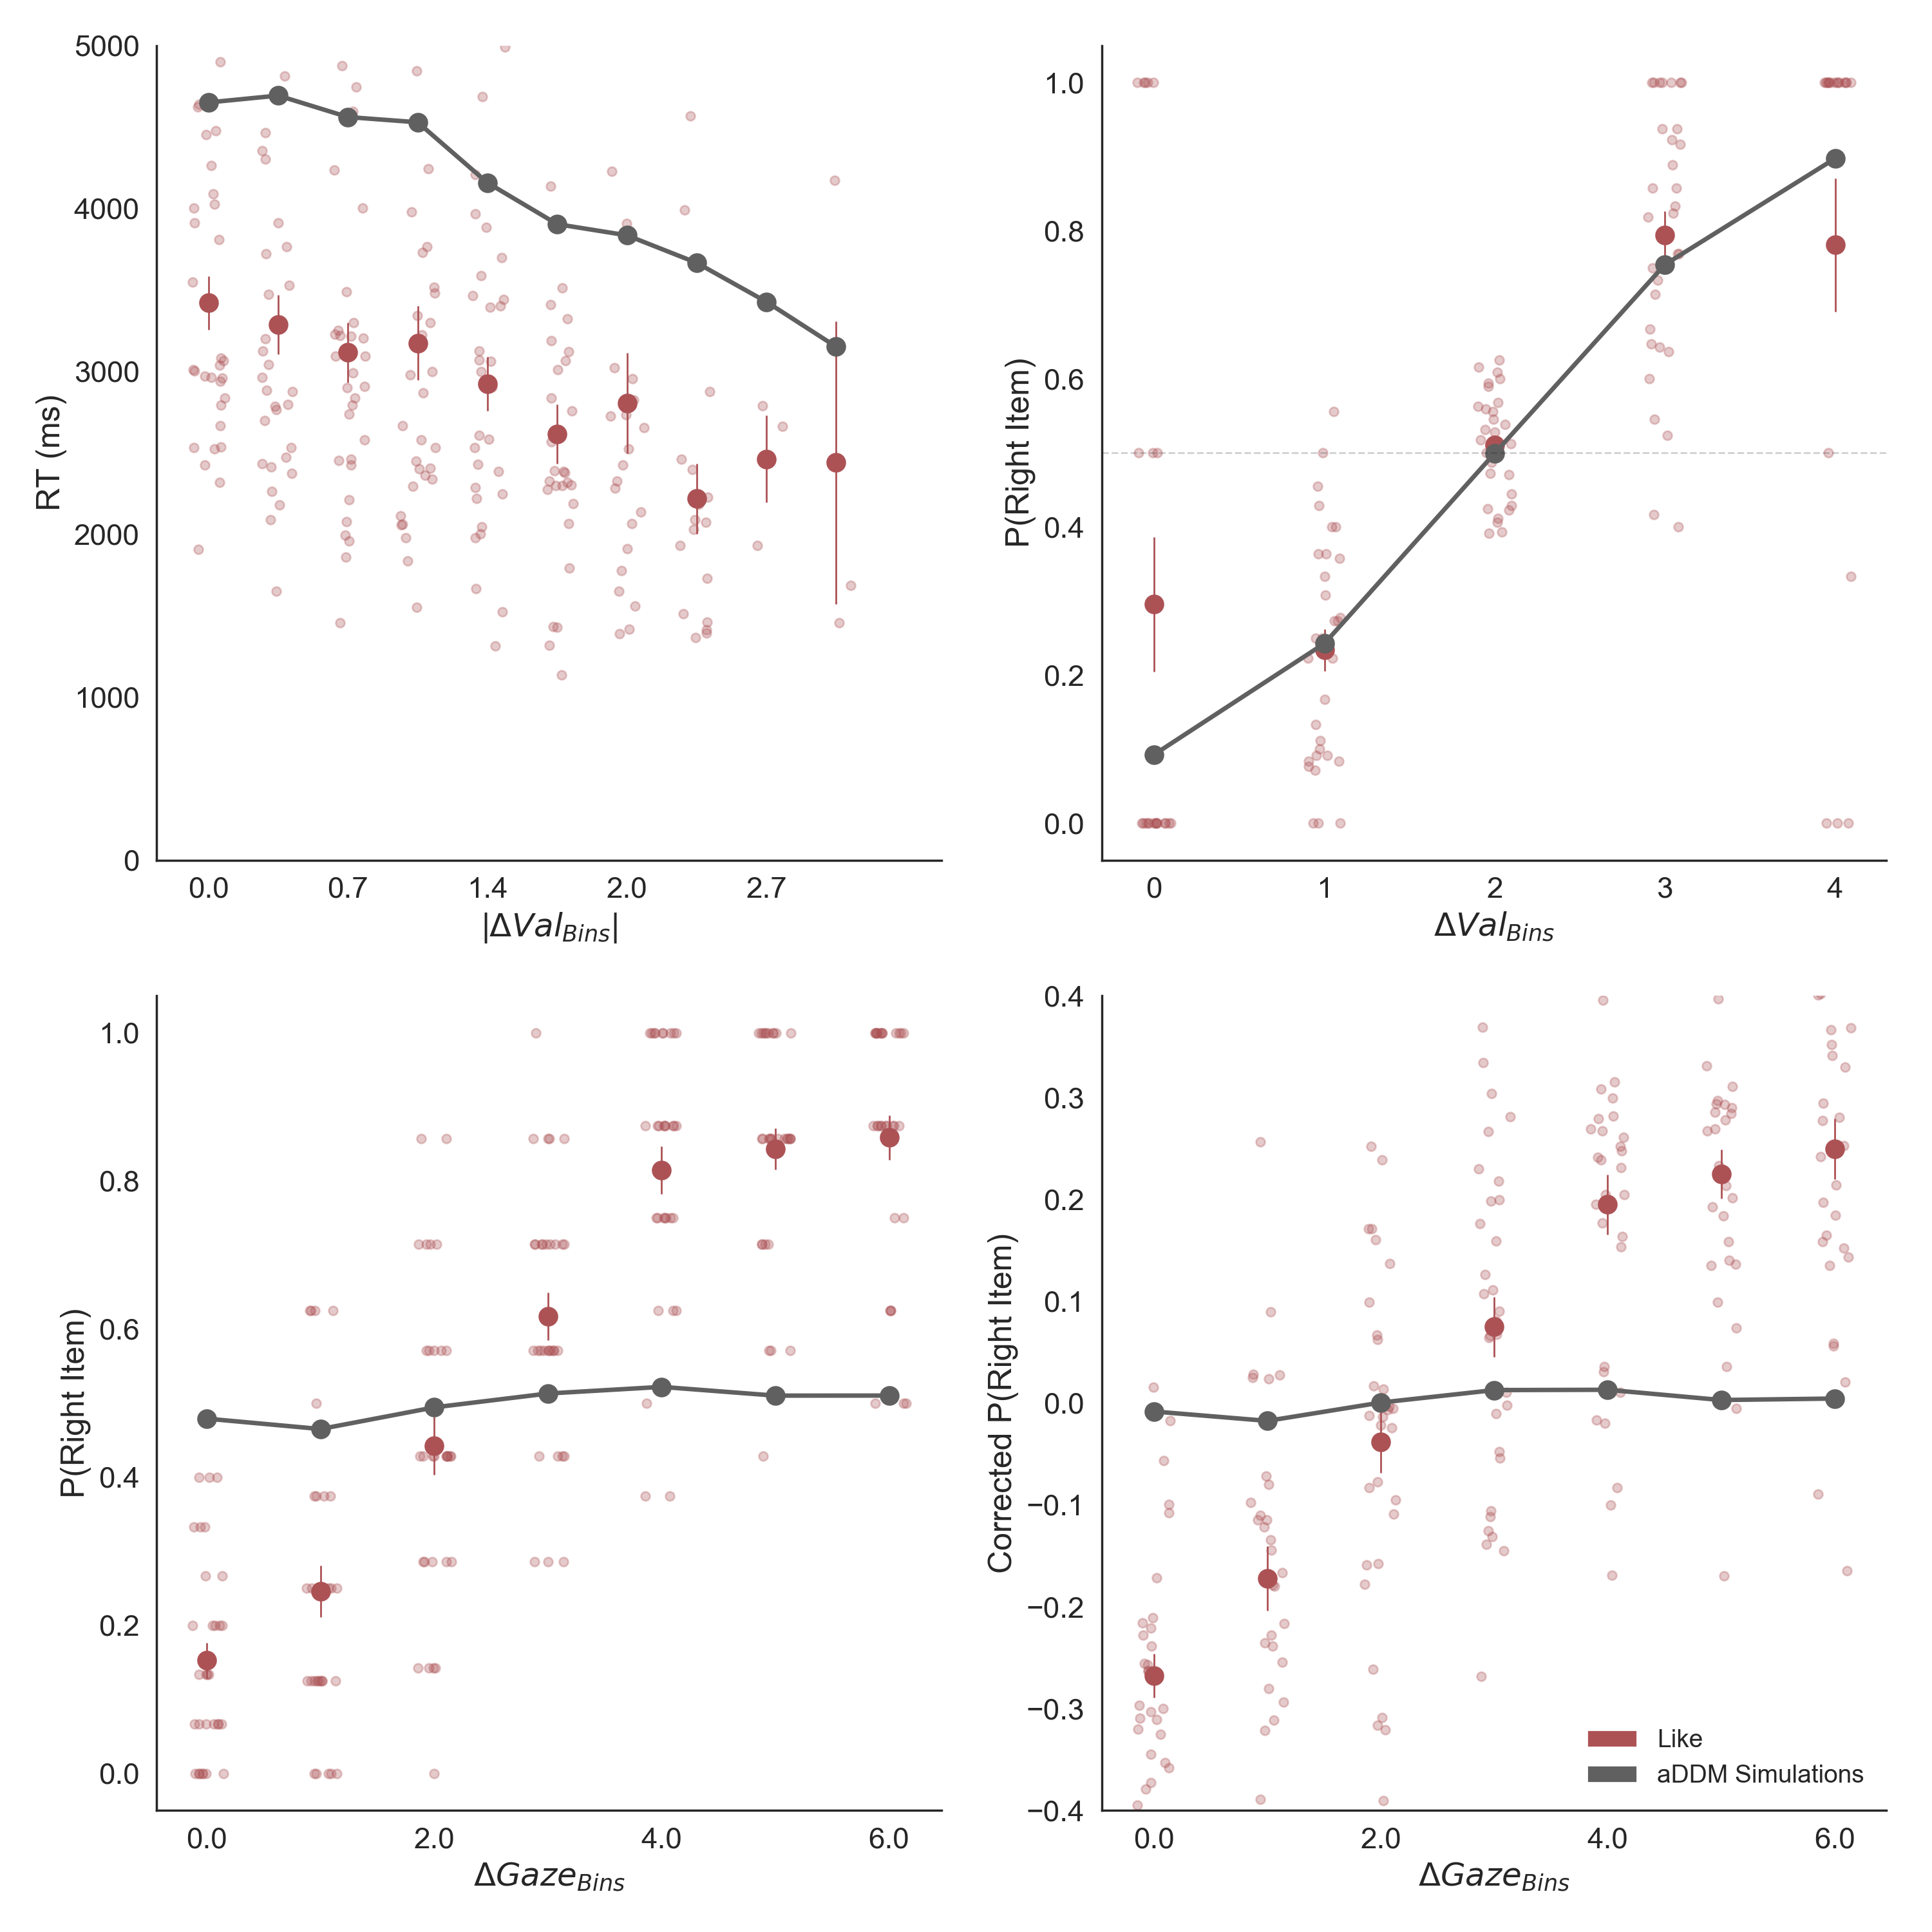 5000
4000
3000
2000
1000
0
RT (ms)
0.0 0.7 1.4 2.0 2.7
|ΔVal_Bins|
1.0
0.8
0.6
0.4
0.2
0.0
P(Right Item)
0 1 2 3 4
ΔVal_Bins
1.0
0.8
0.6
0.4
0.2
0.0
P(Right Item)
0.0 2.0 4.0 6.0
ΔGaze_Bins
0.4
0.3
0.2
0.1
0.0
−0.1
−0.2
−0.3
−0.4
Corrected P(Right Item)
0.0 2.0 4.0 6.0
ΔGaze_Bins
Like
aDDM Simulations